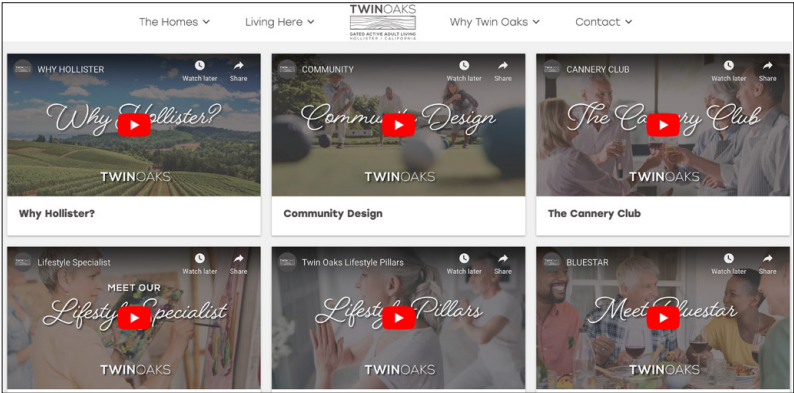 The Homes
Living Here
TWINOAKS
GATED ACTIVE ADULT LIVING
HOLLISTER | CALIFORNIA
Why Twin Oaks
Contact
WHY HOLLISTER
Watch later
Share
Why Hollister?
TWINOAKS
Why Hollister?
COMMUNITY
Watch later
Share
Community Design
TWINOAKS
Community Design
CANNERY CLUB
Watch later
Share
The Cannery Club
TWINOAKS
The Cannery Club
Lifestyle Specialist
Watch later
Share
MEET OUR
Lifestyle Specialist
TWINOAKS
Twin Oaks Lifestyle Pillars
Watch later
Share
Lifestyle Pillars
TWINOAKS
BLUESTAR
Watch later
Share
Meet Bluestar
TWINOAKS